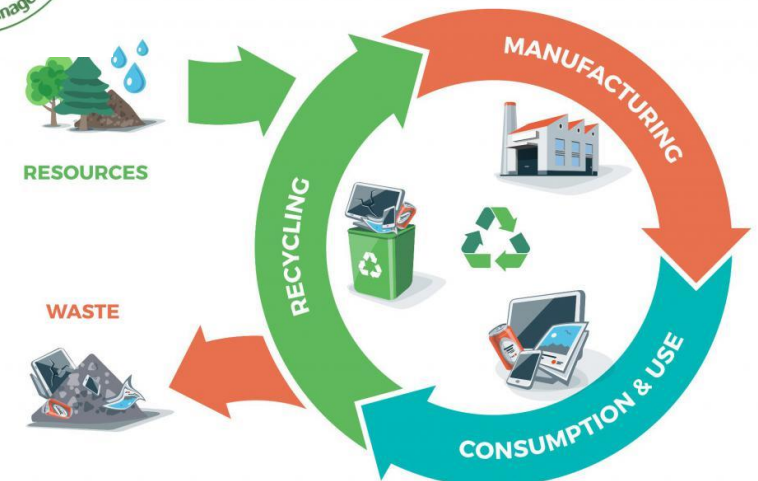 MANUFACTURING
RESOURCES
RECYCLING
WASTE
CONSUMPTION & USE